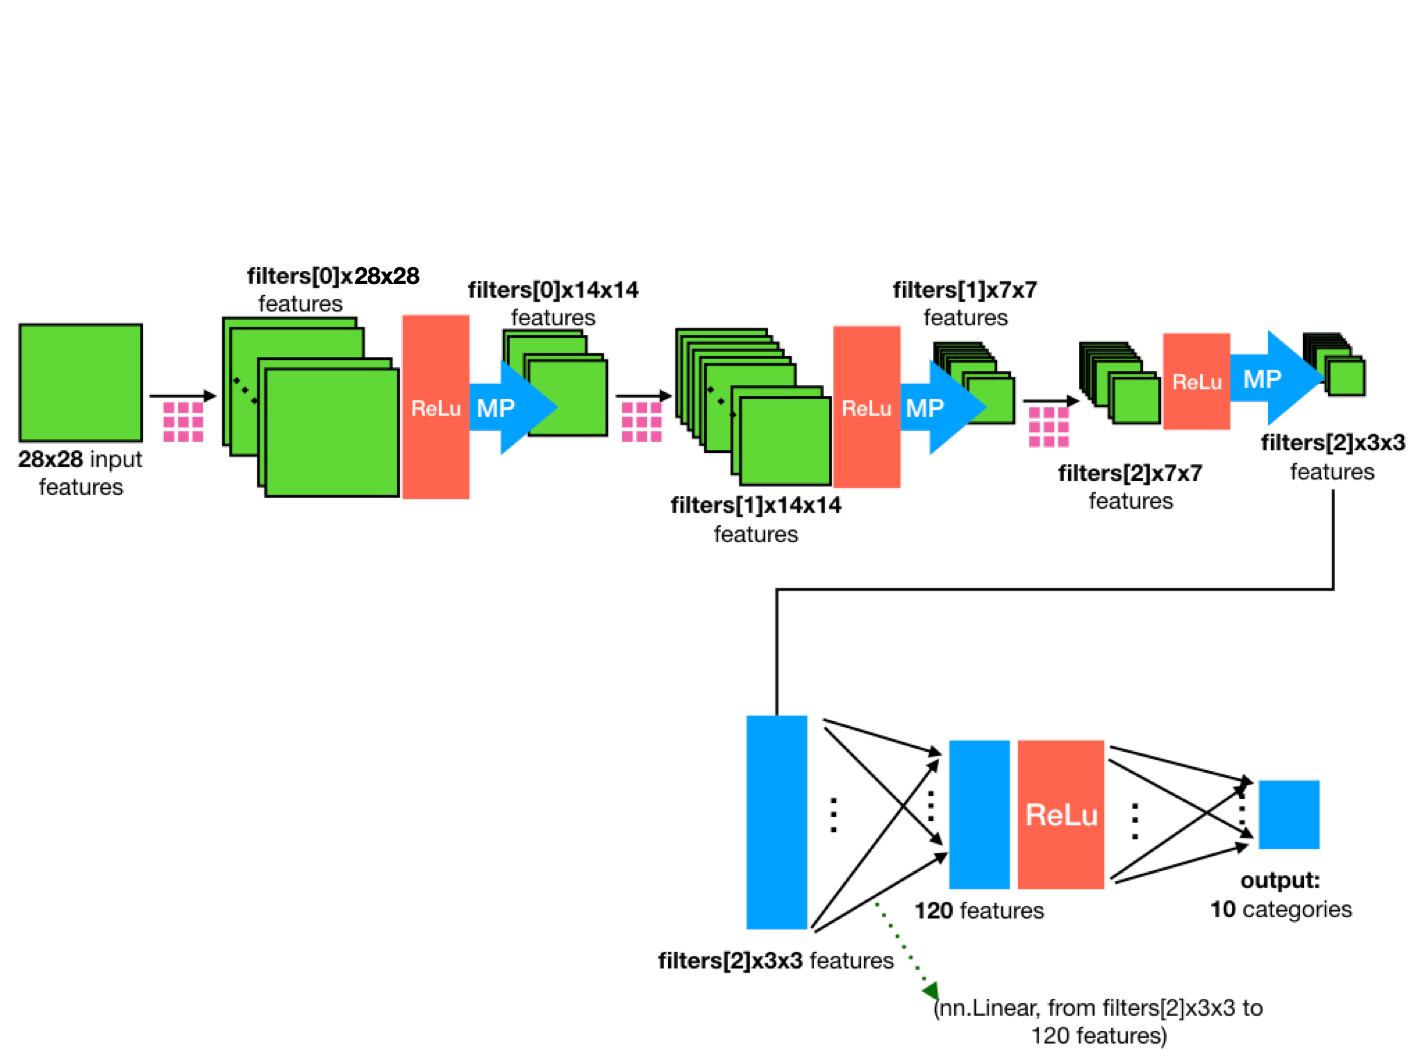 filters[0]x28x28
features
filters[0]x14x14
features
filters[1]x7x7
features
ReLu
MP
ReLu
MP
ReLu
MP
28x28 input
features
filters[1]x14x14
features
filters[2]x7x7
features
filters[2]x3x3
features
ReLu
filters[2]x3x3 features
120 features
output:
10 categories
(nn.Linear, from filters[2]x3x3 to
120 features)